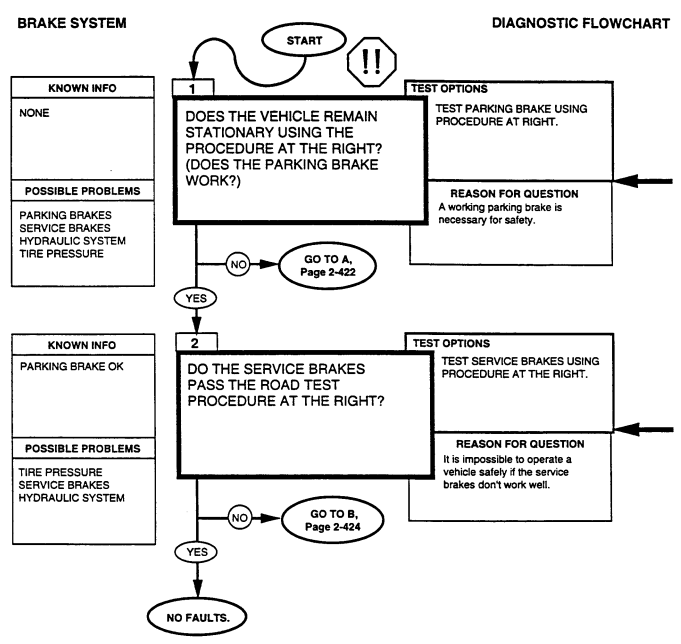 BRAKE SYSTEM
DIAGNOSTIC FLOWCHART
START
!!
KNOWN INFO
NONE
POSSIBLE PROBLEMS
PARKING BRAKES
SERVICE BRAKES
HYDRAULIC SYSTEM
TIRE PRESSURE
1
DOES THE VEHICLE REMAIN
STATIONARY USING THE
PROCEDURE AT THE RIGHT?
(DOES THE PARKING BRAKE
WORK?)
TEST OPTIONS
TEST PARKING BRAKE USING
PROCEDURE AT RIGHT.
REASON FOR QUESTION
A working parking brake is
necessary for safety.
NO
GO TO A,
Page 2-422
YES
KNOWN INFO
PARKING BRAKE OK
POSSIBLE PROBLEMS
TIRE PRESSURE
SERVICE BRAKES
HYDRAULIC SYSTEM
2
DO THE SERVICE BRAKES
PASS THE ROAD TEST
PROCEDURE AT THE RIGHT?
TEST OPTIONS
TEST SERVICE BRAKES USING
PROCEDURE AT THE RIGHT.
REASON FOR QUESTION
It is impossible to operate a
vehicle safely if the service
brakes don't work well.
NO
GO TO B,
Page 2-424
YES
NO FAULTS.